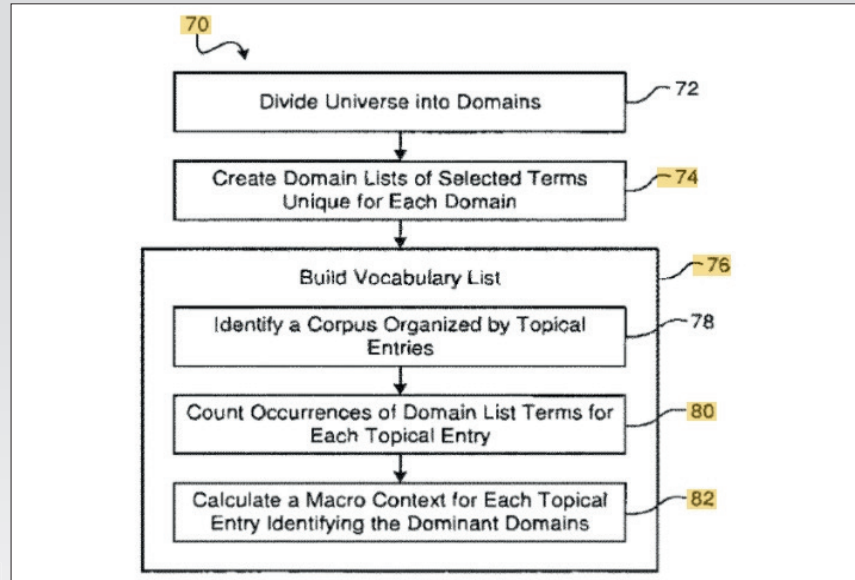 70
Divide Universe into Domains
72
Create Domain Lists of Selected Terms
Unique for Each Domain
74
Build Vocabulary List
76
Identify a Corpus Organized by Topical
Entries
78
Count Occurrences of Domain List Terms for
Each Topical Entry
80
Calculate a Macro Context for Each Topical
Entry Identifying the Dominant Domains
82